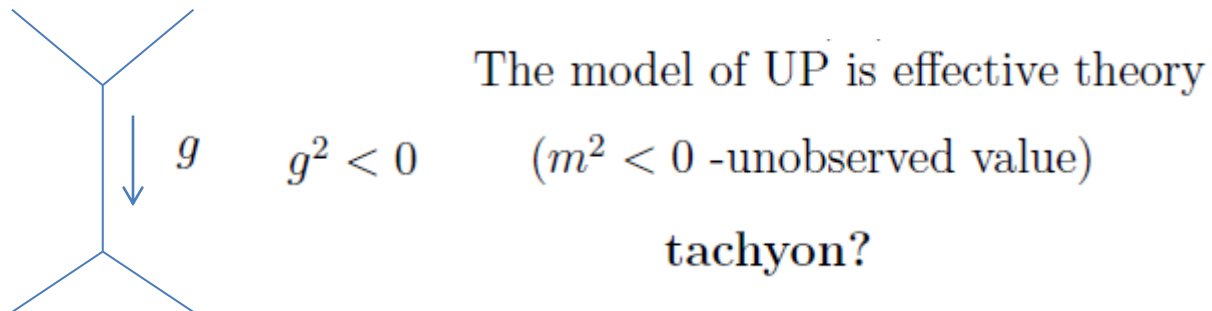 The model of UP is effective theory
g g² < 0 (m² < 0 -unobserved value)
tachyon?